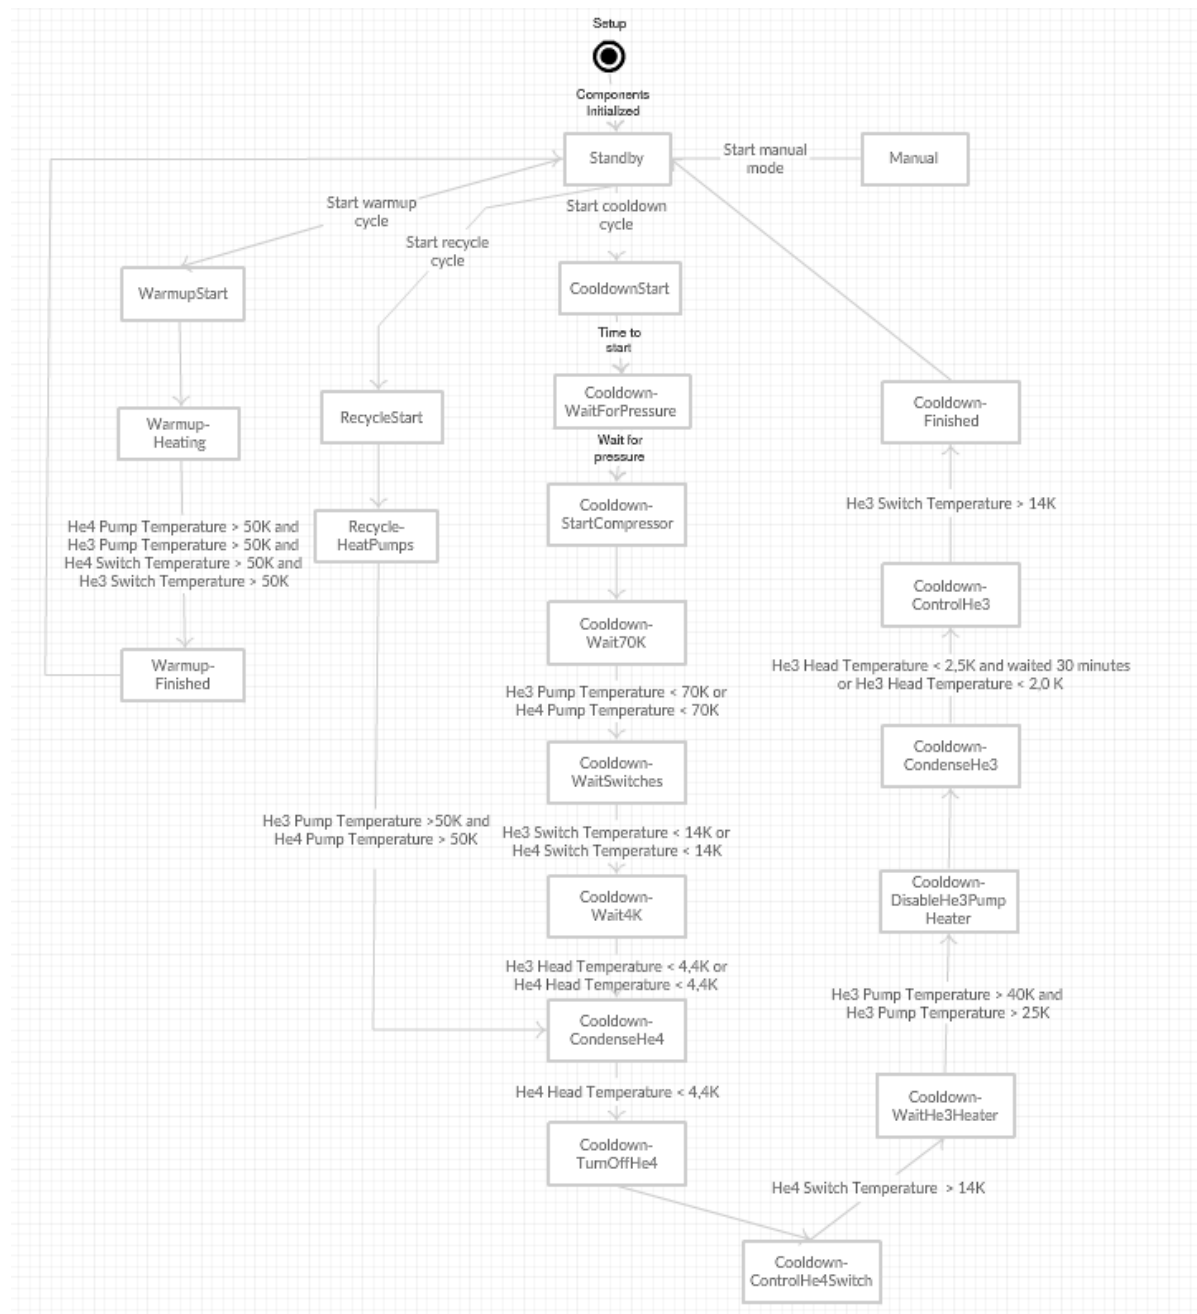 Setup
Components
Initialized
Standby
Start manual
mode
Manual
Start warmup
cycle
Start recycle
cycle
Start cooldown
cycle
WarmupStart
CooldownStart
Time to
start
RecycleStart
Cooldown-
WaitForPressure
Cooldown-
Finished
Warmup-
Heating
Wait for
pressure
He4 Pump Temperature > 50K and
He3 Pump Temperature > 50K and
He4 Switch Temperature > 50K and
He3 Switch Temperature > 50K
Recycle-
HeatPumps
Cooldown-
StartCompressor
He3 Switch Temperature > 14K
Cooldown-
ControlHe3
Warmup-
Finished
Cooldown-
Wait70K
He3 Head Temperature < 2,5K and waited 30 minutes
or He3 Head Temperature < 2,0 K
He3 Pump Temperature < 70K or
He4 Pump Temperature < 70K
Cooldown-
WaitSwitches
Cooldown-
CondenseHe3
He3 Pump Temperature >50K and
He4 Pump Temperature > 50K
He3 Switch Temperature < 14K or
He4 Switch Temperature < 14K
Cooldown-
Wait4K
Cooldown-
DisableHe3Pump
Heater
He3 Head Temperature < 4,4K or
He4 Head Temperature < 4,4K
He3 Pump Temperature > 40K and
He3 Pump Temperature > 25K
Cooldown-
CondenseHe4
He4 Head Temperature < 4,4K
Cooldown-
WaitHe3Heater
Cooldown-
TurnOffHe4
He4 Switch Temperature  > 14K
Cooldown-
ControlHe4Switch